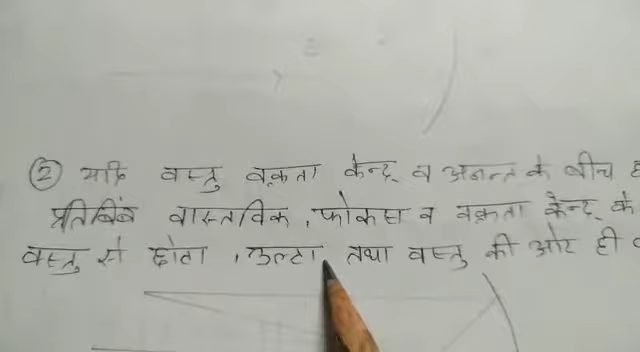 ② यदि वस्तु वक्रता केन्द्र व अनन्त के बीच
प्रतिबिंब वास्तविक, फोकस व वक्रता केन्द्र के
वस्तु से छोटा, उल्टा तथा वस्तु की ओर ही